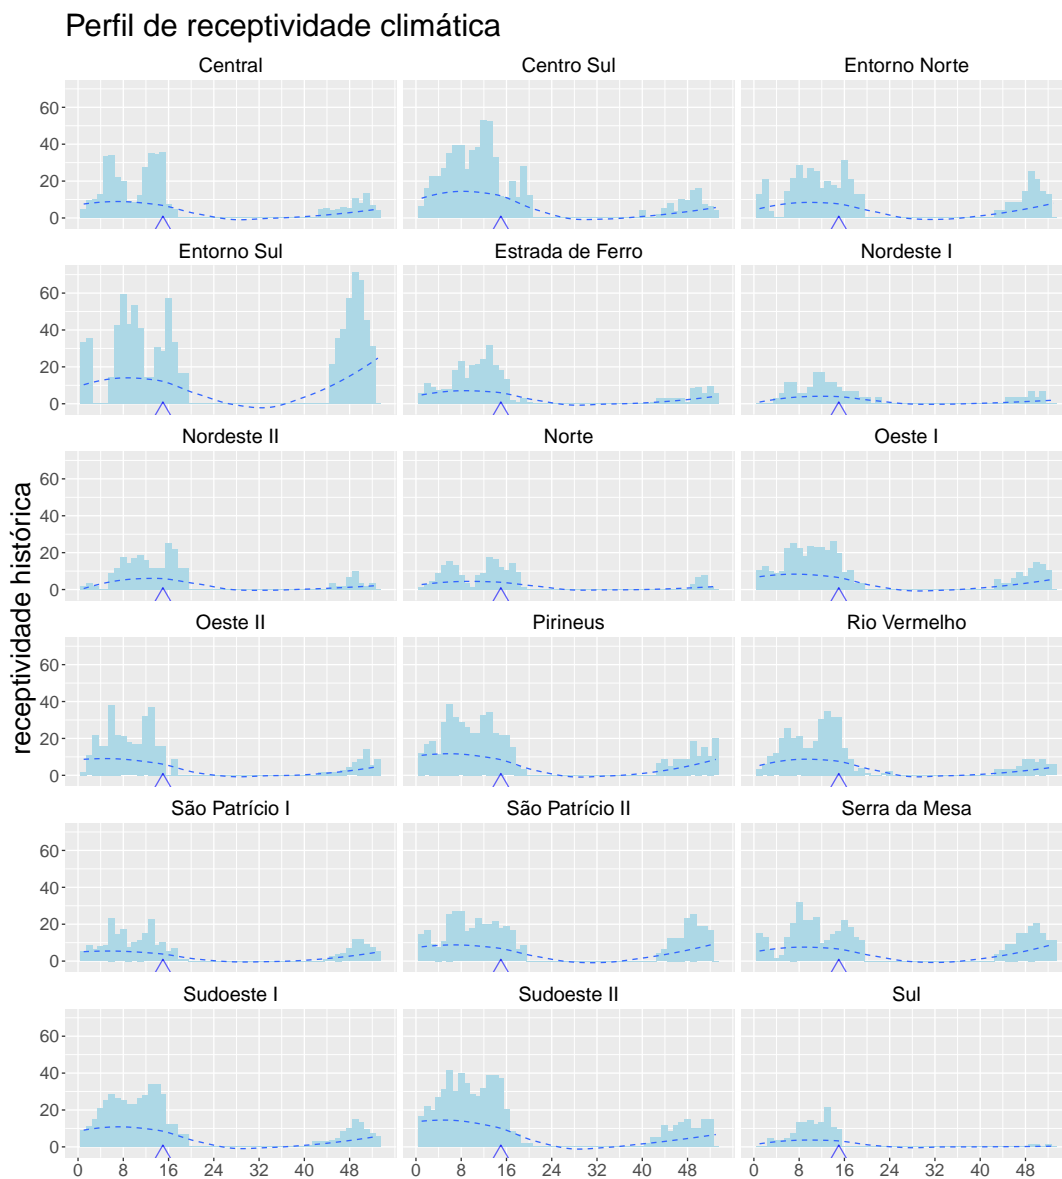 Perfil de receptividade climática
Central Centro Sul Entorno Norte
60
40
20
0
Entorno Sul Estrada de Ferro Nordeste I
60
40
20
0
Nordeste II Norte Oeste I
60
40
20
0
receptividade histórica
Oeste II Pirineus Rio Vermelho
60
40
20
0
São Patrício I São Patrício II Serra da Mesa
60
40
20
0
Sudoeste I Sudoeste II Sul
60
40
20
0
0 8 16 24 32 40 48 0 8 16 24 32 40 48 0 8 16 24 32 40 48